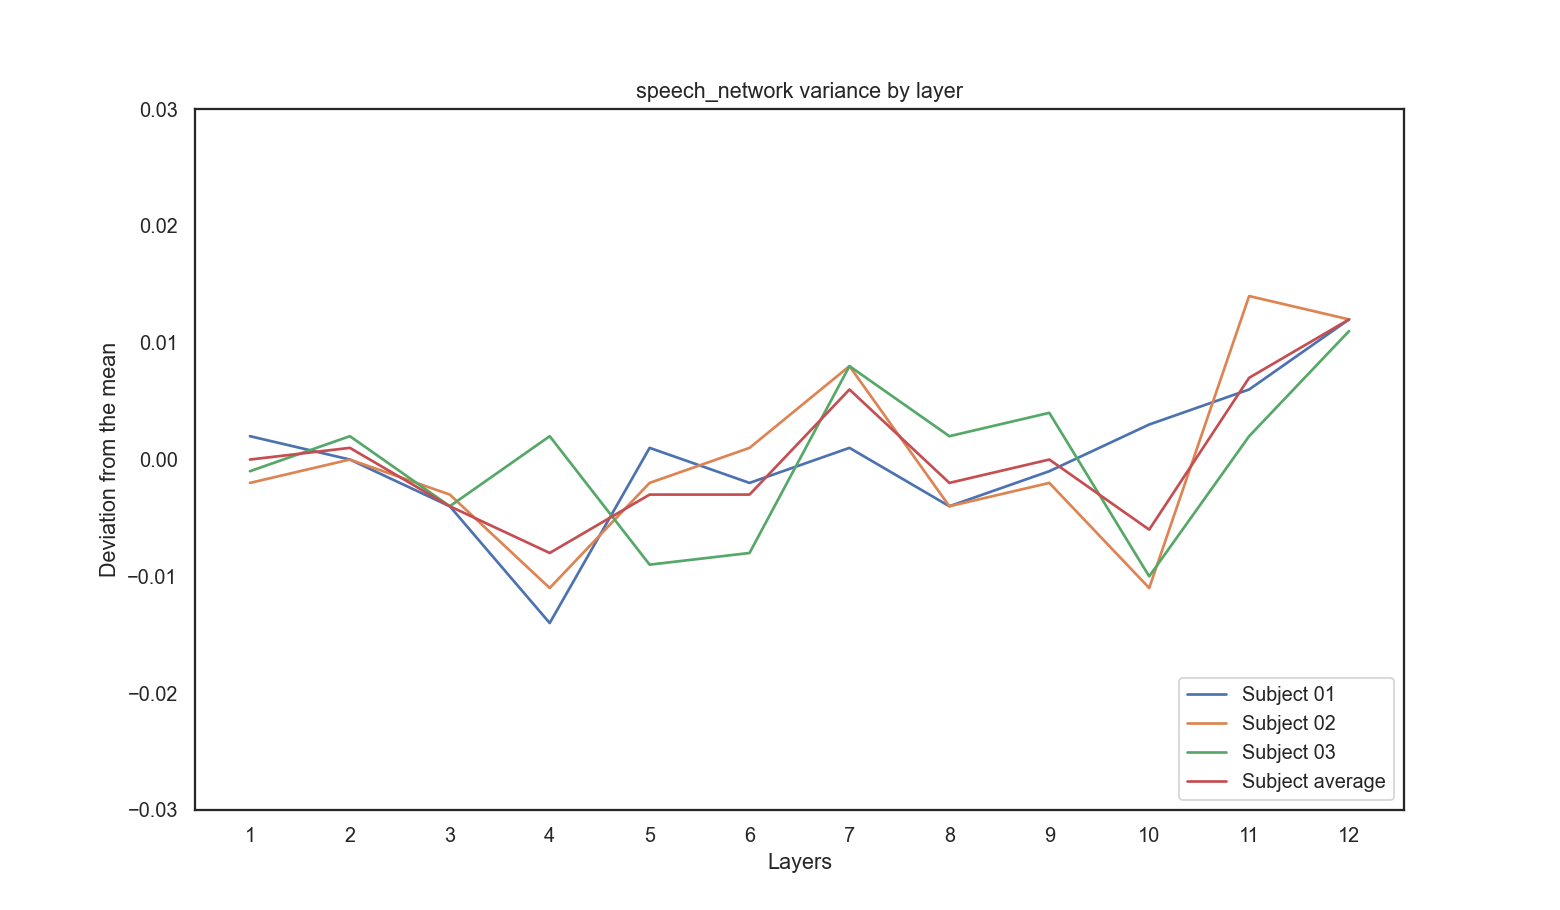 speech_network variance by layer
0.03
0.02
0.01
0.00
−0.01
−0.02
−0.03
Deviation from the mean
1 2 3 4 5 6 7 8 9 10 11 12
Layers
Subject 01
Subject 02
Subject 03
Subject average